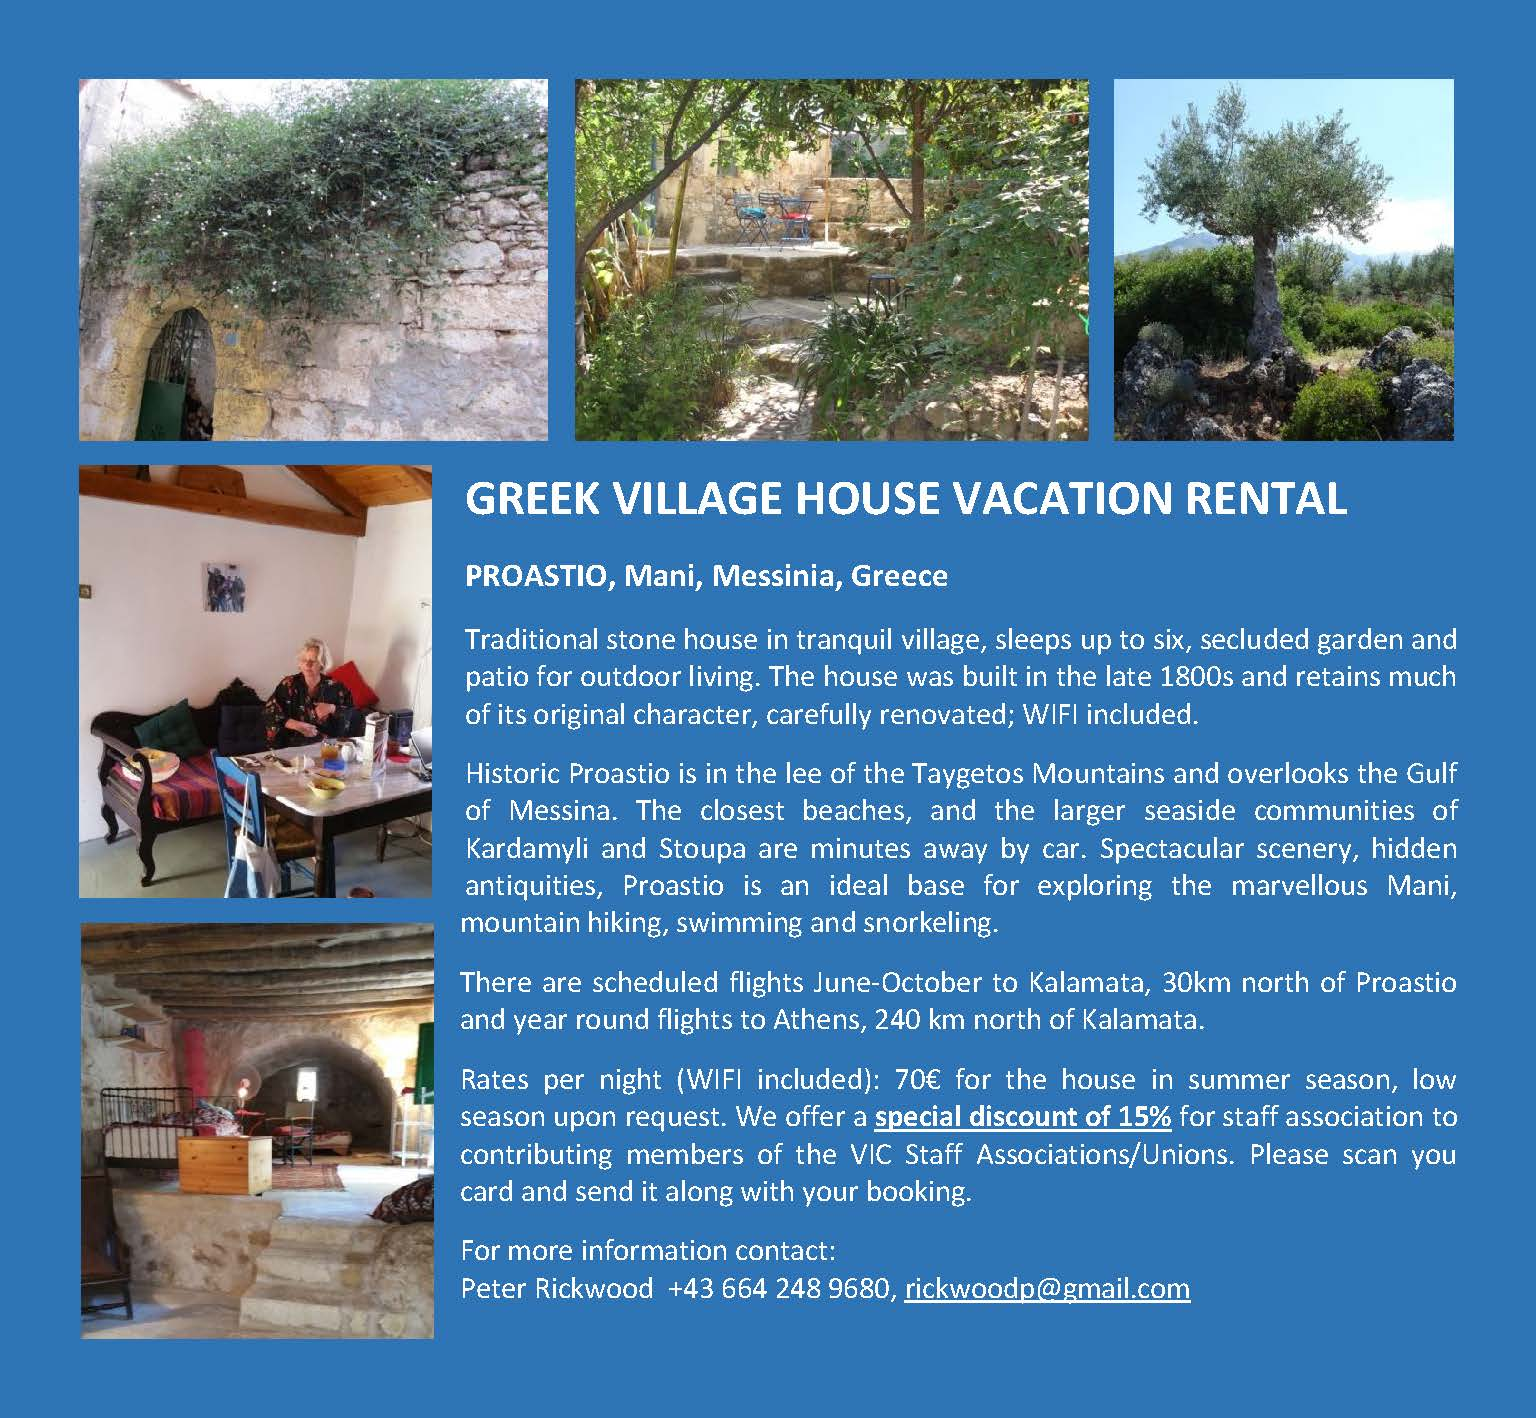 GREEK VILLAGE HOUSE VACATION RENTAL
PROASTIO, Mani, Messinia, Greece
Traditional stone house in tranquil village, sleeps up to six, secluded garden and
patio for outdoor living. The house was built in the late 1800s and retains much
of its original character, carefully renovated; WIFI included.
Historic Proastio is in the lee of the Taygetos Mountains and overlooks the Gulf
of Messina. The closest beaches, and the larger seaside communities of
Kardamyli and Stoupa are minutes away by car. Spectacular scenery, hidden
antiquities, Proastio is an ideal base for exploring the marvellous Mani,
mountain hiking, swimming and snorkeling.
There are scheduled flights June-October to Kalamata, 30km north of Proastio
and year round flights to Athens, 240 km north of Kalamata.
Rates per night (WIFI included): 70€ for the house in summer season, low
season upon request. We offer a special discount of 15% for staff association to
contributing members of the VIC Staff Associations/Unions. Please scan you
card and send it along with your booking.
For more information contact:
Peter Rickwood +43 664 248 9680, rickwoodp@gmail.com